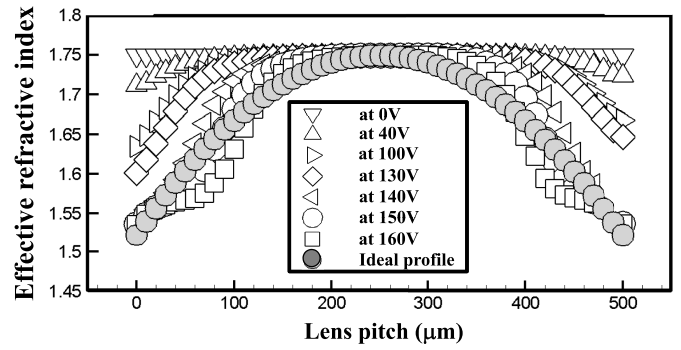 Effective refractive index
1.8
1.75
1.7
1.65
1.6
1.55
1.5
1.45
at 0V
at 40V
at 100V
at 130V
at 140V
at 150V
at 160V
Ideal profile
0
100
200
300
400
500
Lens pitch (μm)